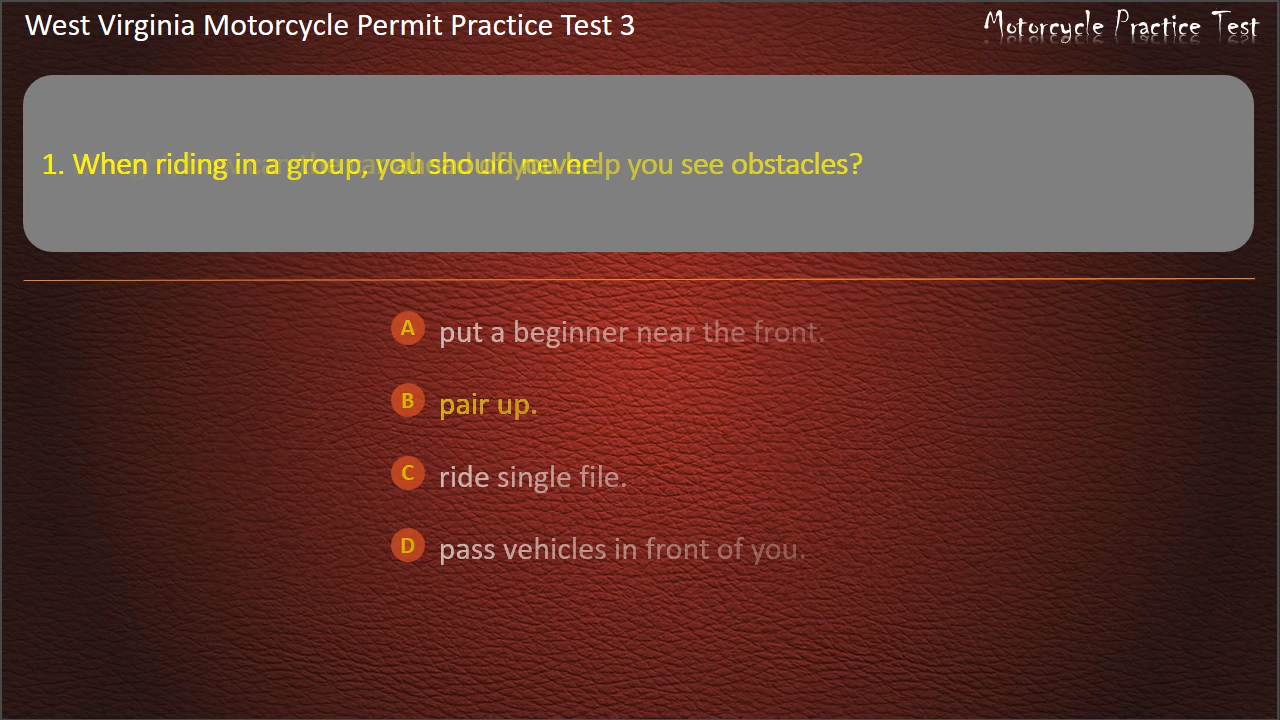 West Virginia Motorcycle Permit Practice Test 3
Motorcycle Practice Test
1. When riding in a group, you should never help you see obstacles?
A put a beginner near the front.
B pair up.
C ride single file.
D pass vehicles in front of you.